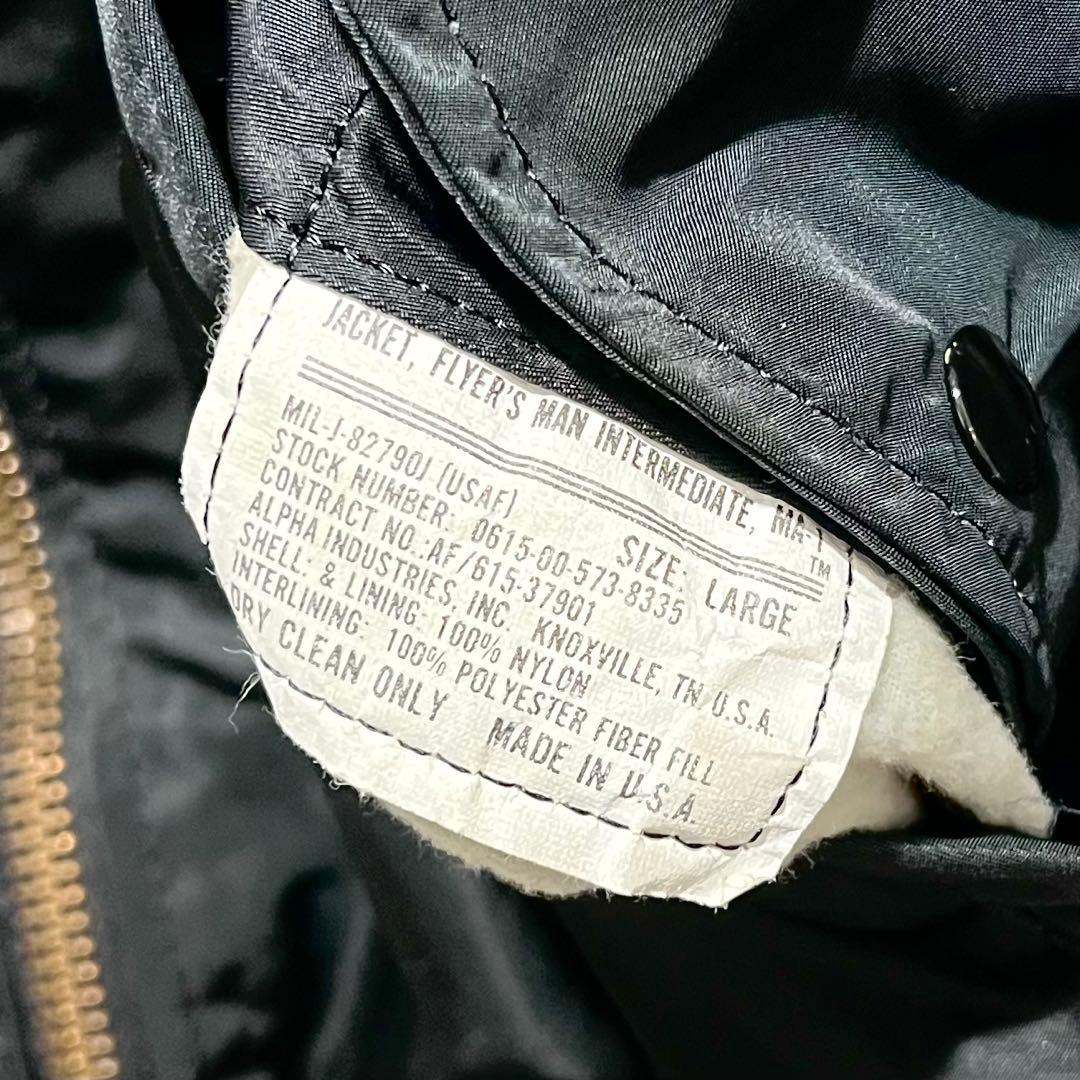 JACKET, FLYER'S MAN INTERMEDIATE, MA-1™
SIZE: LARGE
MIL-J-8279OJ (USAF)
STOCK NUMBER: 0615-00-573-8335
CONTRACT NO.:AF/615-37901
ALPHA INDUSTRIES, INC. KNOXVILLE, TN. U.S.A.
SHELL: & LINING: 100% NYLON
INTERLINING: 100% POLYESTER FIBER FILL
DRY CLEAN ONLY MADE IN U.S.A.